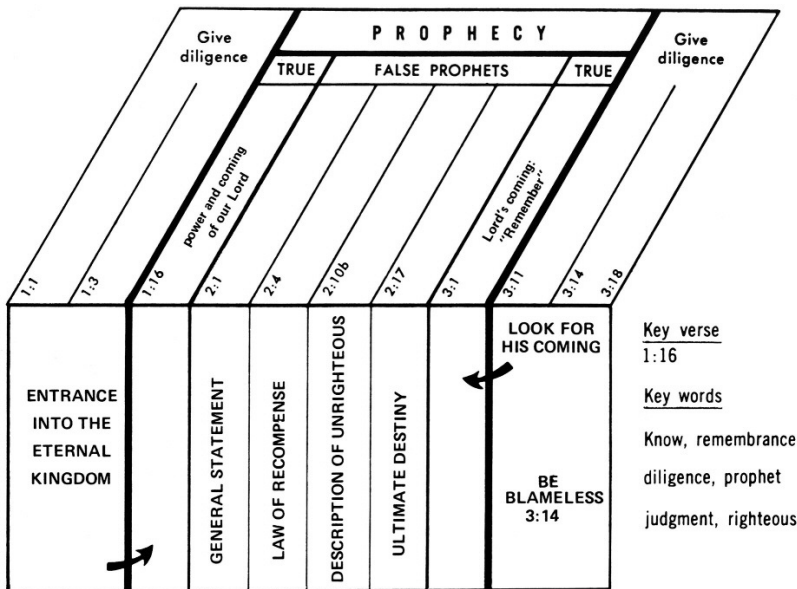 Give
diligence
PROPHECY
TRUE
FALSE PROPHETS
TRUE
Give
diligence
power and coming
of our Lord
Lord's coming:
"Remember"
1:1
1:3
1:16
2:1
2:4
2:10b
2:17
3:1
3:11
3:14
3:18
ENTRANCE
INTO THE
ETERNAL
KINGDOM
GENERAL STATEMENT
LAW OF RECOMPENSE
DESCRIPTION OF UNRIGHTEOUS
ULTIMATE DESTINY
LOOK FOR
HIS COMING
BE
BLAMELESS
3:14
Key verse
1:16
Key words
Know, remembrance
diligence, prophet
judgment, righteous